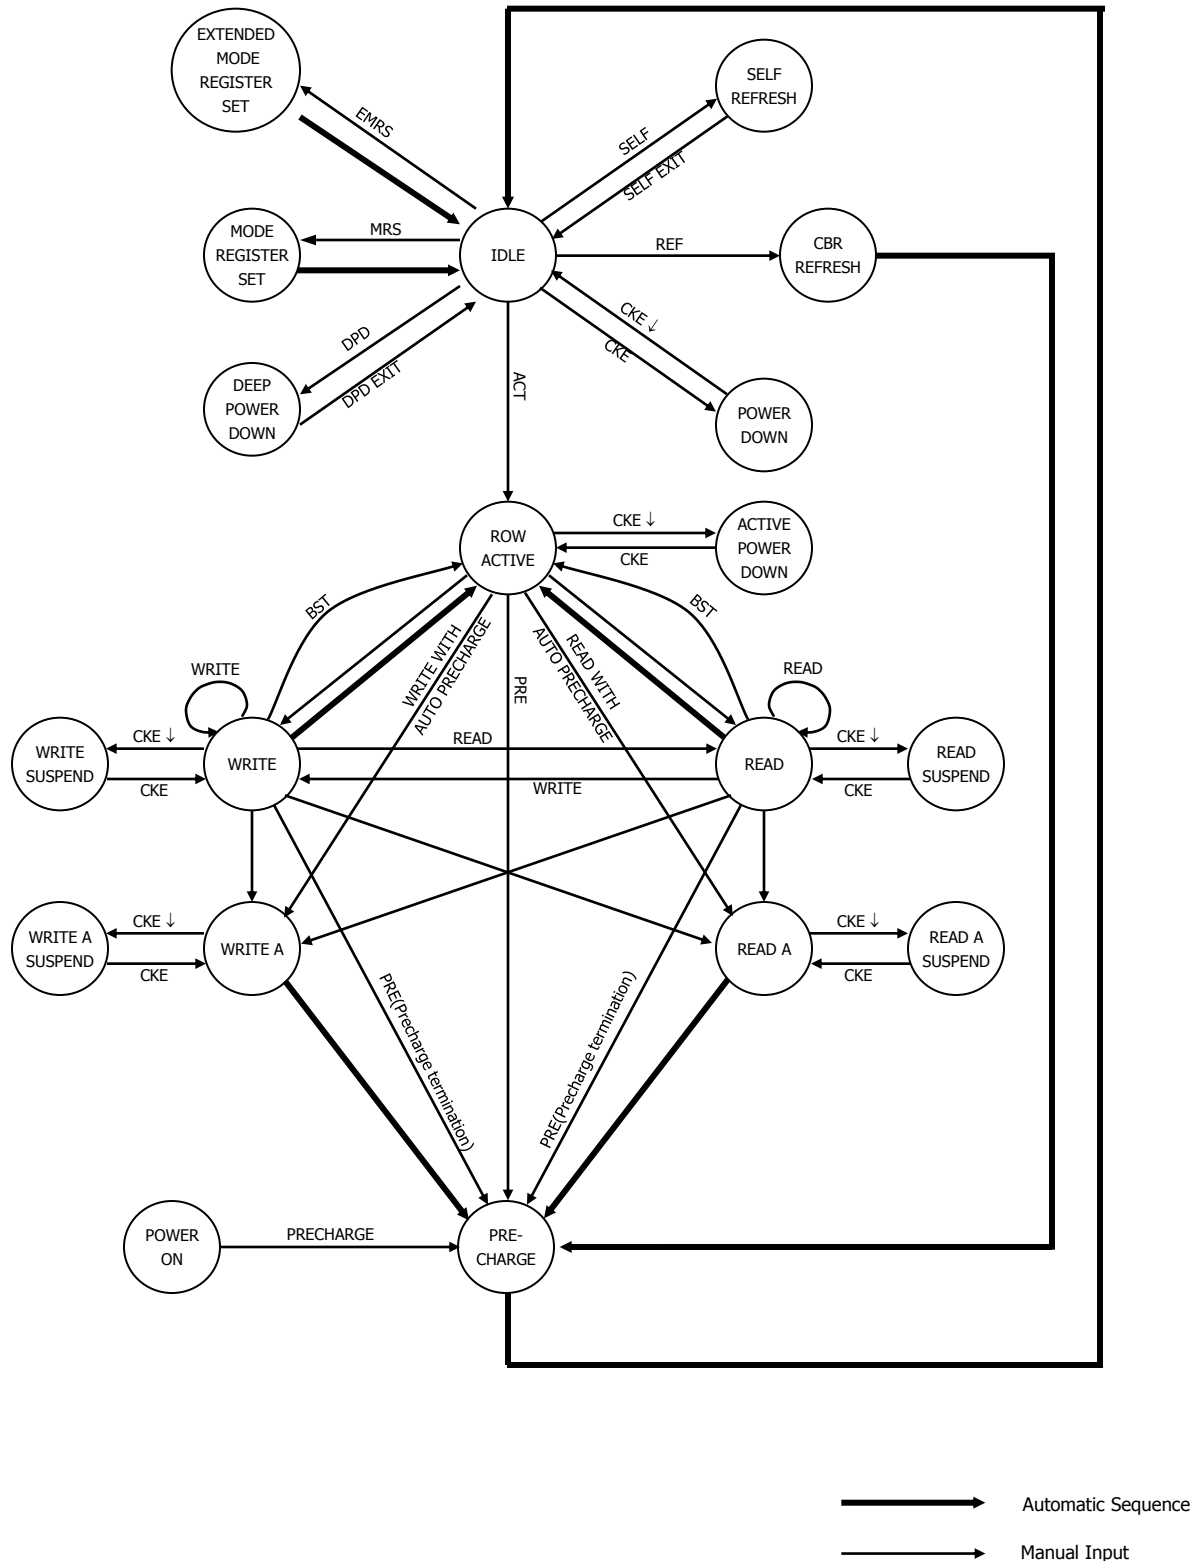 EXTENDED
MODE
REGISTER
SET
SELF
REFRESH
EMRS
SELF
SELF EXIT
MODE
REGISTER
SET
MRS
IDLE
REF
CBR
REFRESH
DPD
DPD EXIT
CKE ↓
CKE
DEEP
POWER
DOWN
ACT
POWER
DOWN
ROW
ACTIVE
CKE ↓
CKE
ACTIVE
POWER
DOWN
BST
BST
WRITE WITH
AUTO PRECHARGE
PRE
READ WITH
AUTO PRECHARGE
WRITE
READ
WRITE
SUSPEND
CKE ↓
CKE
WRITE
READ
WRITE
READ
CKE ↓
CKE
READ
SUSPEND
WRITE A
SUSPEND
CKE ↓
CKE
WRITE A
READ A
CKE ↓
CKE
READ A
SUSPEND
PRE(Precharge termination)
PRE(Precharge termination)
POWER
ON
PRECHARGE
PRE-
CHARGE
Automatic Sequence
Manual Input